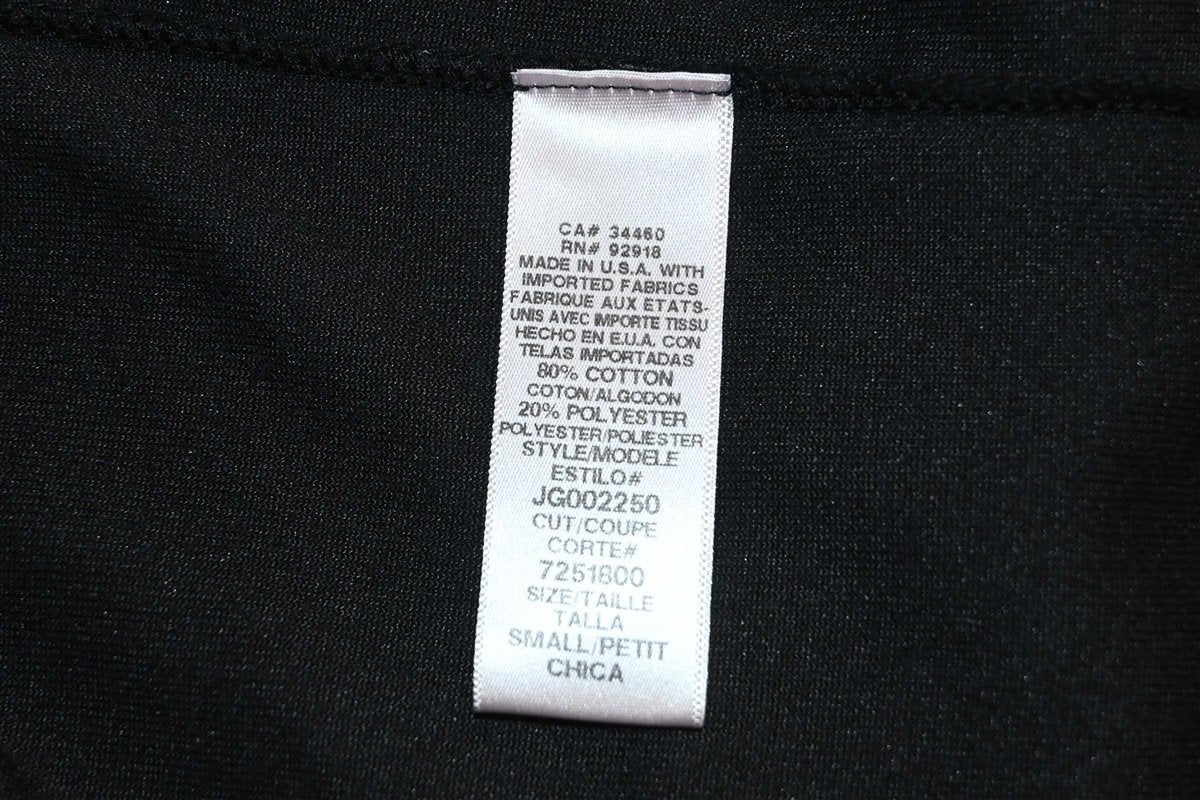 CA# 34460
RN# 92918
MADE IN U.S.A. WITH
IMPORTED FABRICS
FABRIQUE AUX ETATS-
UNIS AVEC IMPORTE TISSU
HECHO EN E.U.A. CON
TELAS IMPORTADAS
80% COTTON
COTON/ALGODON
20% POLYESTER
POLYESTER/POLIESTER
STYLE/MODELE
ESTILO#
JG002250
CUT/COUPE
CORTE#
7251800
SIZE/TAILLE
TALLA
SMALL/PETIT
CHICA